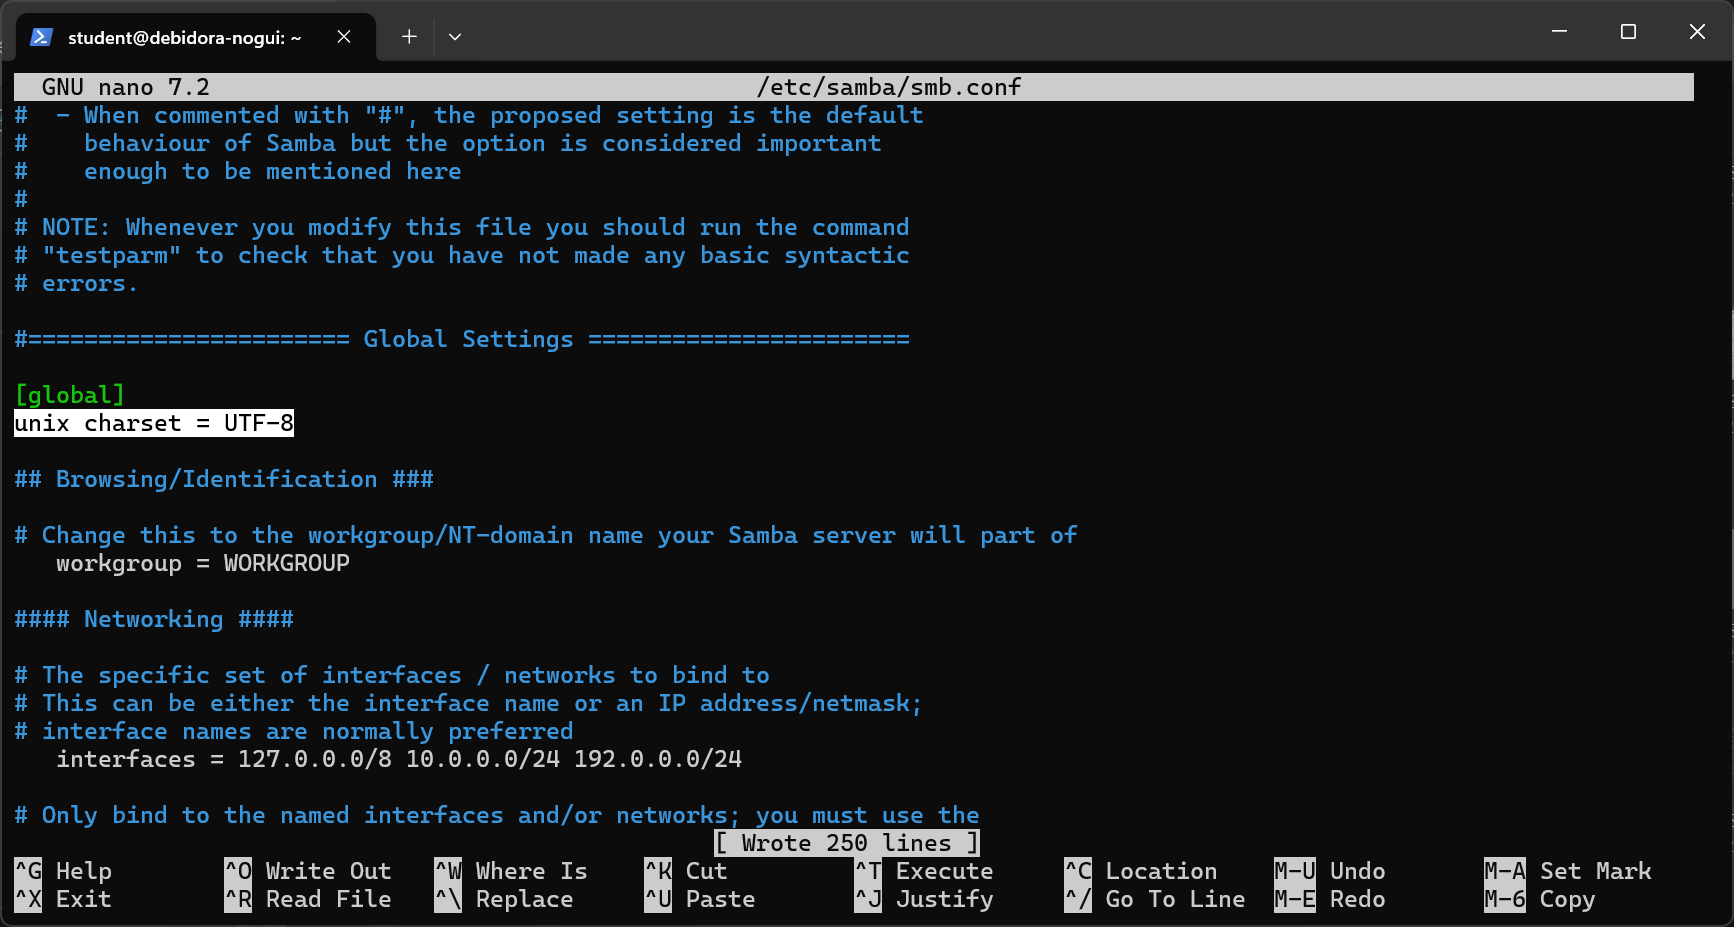 student@debidora-nogui: ~
GNU nano 7.2 /etc/samba/smb.conf
#  - When commented with "#", the proposed setting is the default
#    behaviour of Samba but the option is considered important
#    enough to be mentioned here
#
# NOTE: Whenever you modify this file you should run the command
# "testparm" to check that you have not made any basic syntactic
# errors.
#======================= Global Settings =======================
[global]
unix charset = UTF-8
## Browsing/Identification ###
# Change this to the workgroup/NT-domain name your Samba server will part of
   workgroup = WORKGROUP
#### Networking ####
# The specific set of interfaces / networks to bind to
# This can be either the interface name or an IP address/netmask;
# interface names are normally preferred
   interfaces = 127.0.0.0/8 10.0.0.0/24 192.0.0.0/24
# Only bind to the named interfaces and/or networks; you must use the
[ Wrote 250 lines ]
^G Help ^O Write Out ^W Where Is ^K Cut ^T Execute ^C Location M-U Undo M-A Set Mark
^X Exit ^R Read File ^\ Replace ^U Paste ^J Justify ^/ Go To Line M-E Redo M-6 Copy